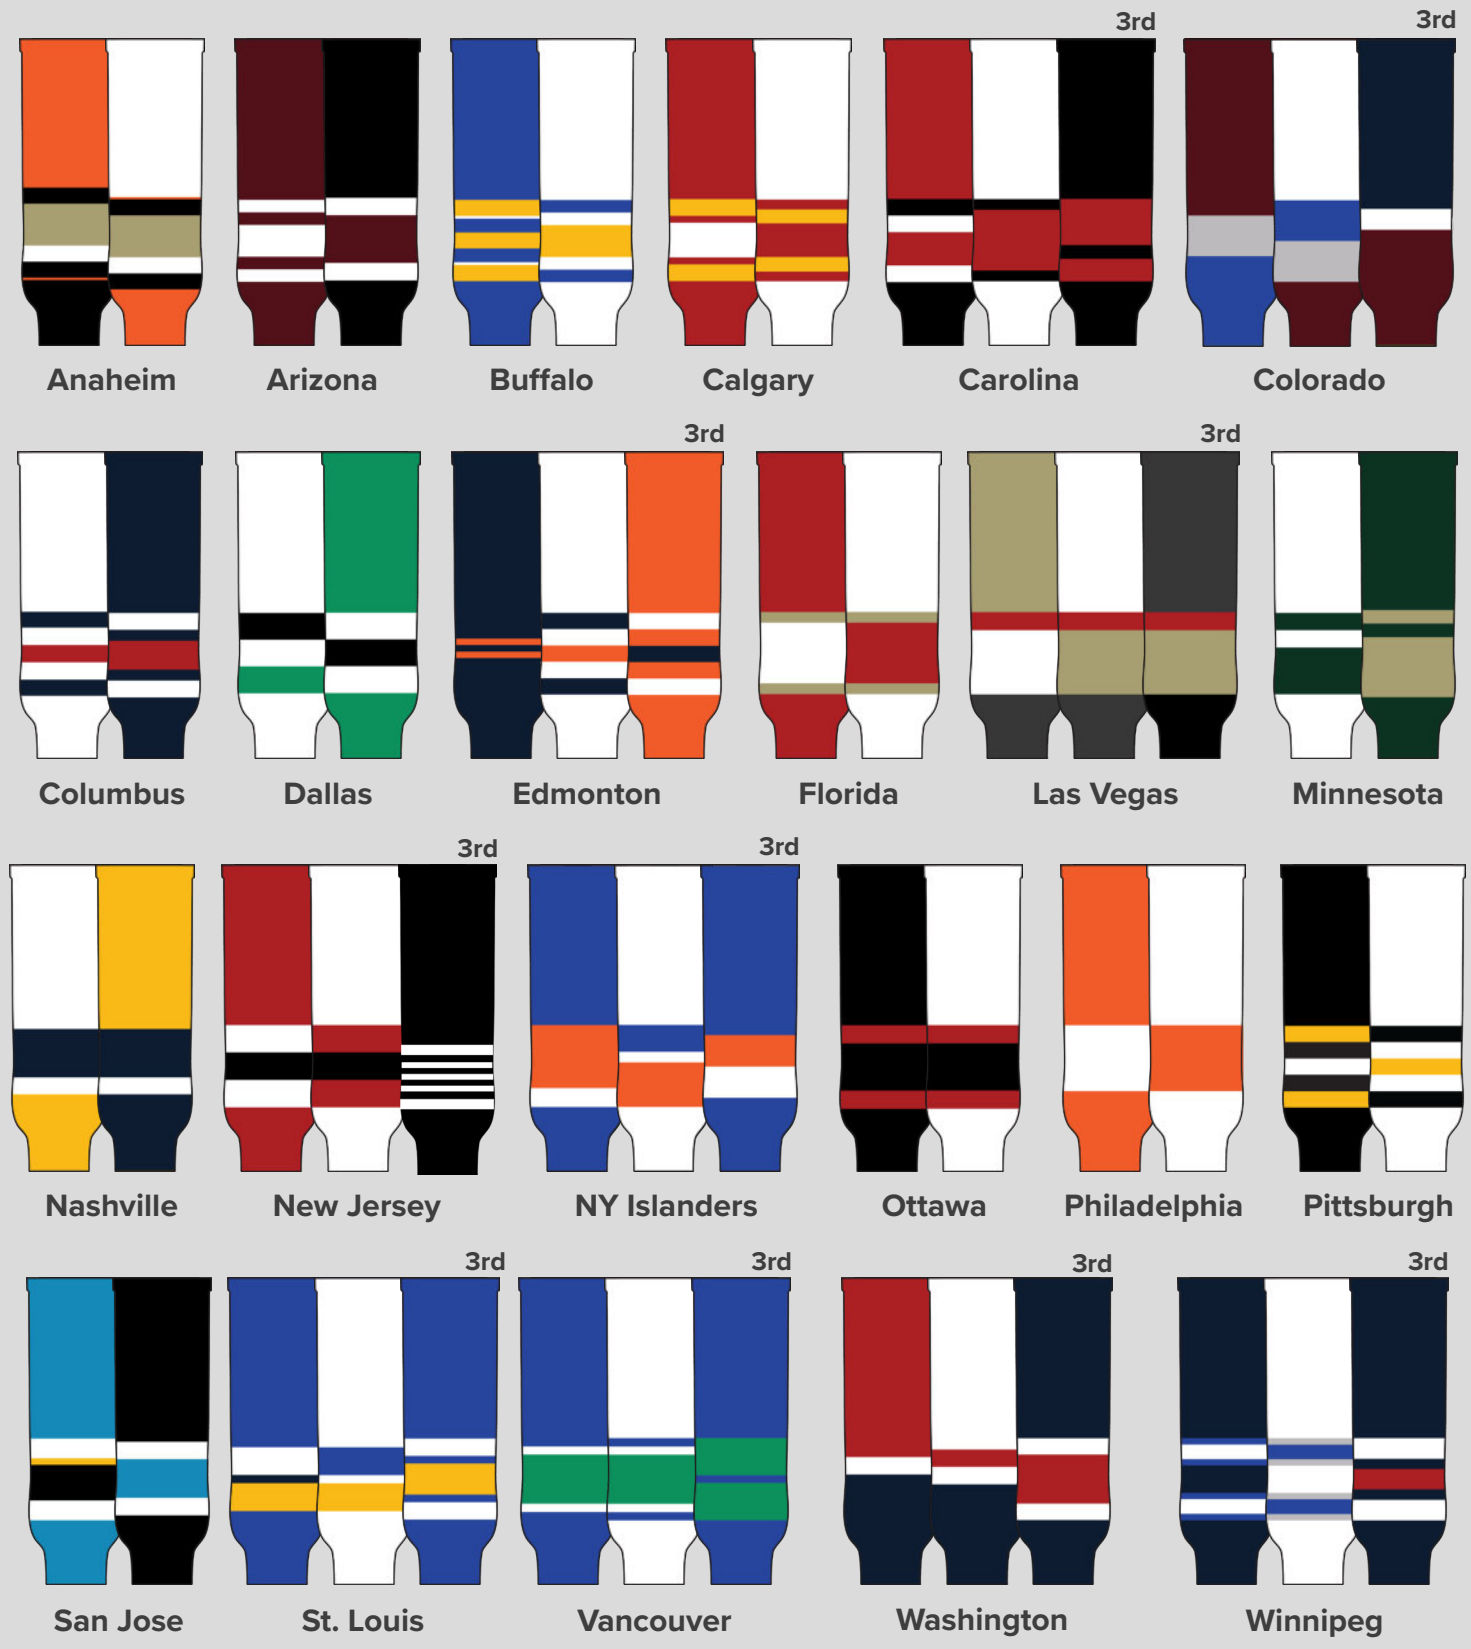 3rd 3rd
Anaheim Arizona Buffalo Calgary Carolina Colorado
3rd 3rd
Columbus Dallas Edmonton Florida Las Vegas Minnesota
3rd 3rd
Nashville New Jersey NY Islanders Ottawa Philadelphia Pittsburgh
3rd 3rd 3rd 3rd
San Jose St. Louis Vancouver Washington Winnipeg